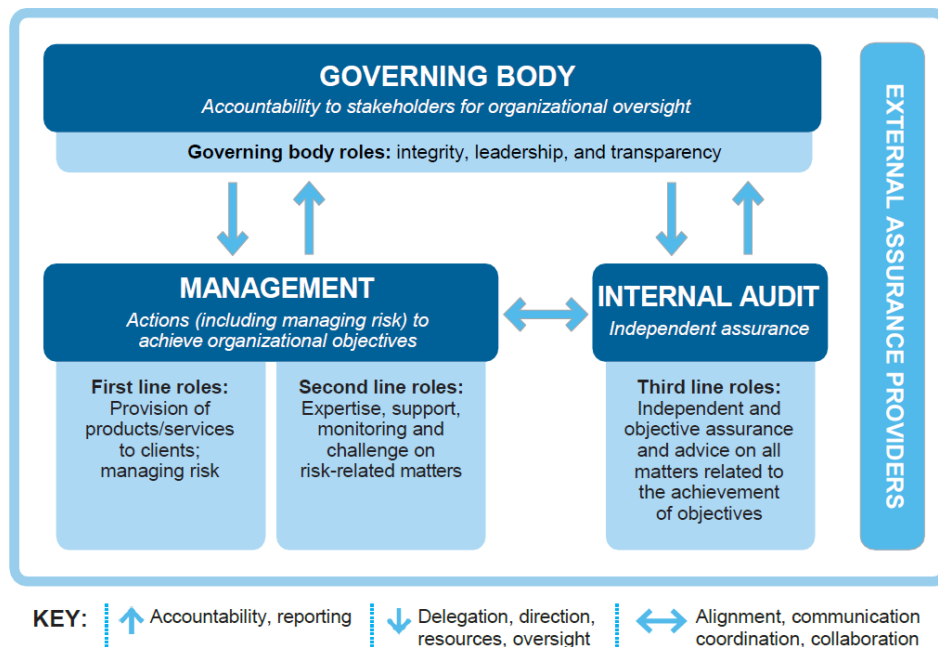 GOVERNING BODY
Accountability to stakeholders for organizational oversight
Governing body roles: integrity, leadership, and transparency
MANAGEMENT
Actions (including managing risk) to
achieve organizational objectives
INTERNAL AUDIT
Independent assurance
First line roles:
Provision of
products/services
to clients;
managing risk
Second line roles:
Expertise, support,
monitoring and
challenge on
risk-related matters
Third line roles:
Independent and
objective assurance
and advice on all
matters related to
the achievement
of objectives
EXTERNAL ASSURANCE PROVIDERS
KEY:
Accountability, reporting
Delegation, direction,
resources, oversight
Alignment, communication
coordination, collaboration